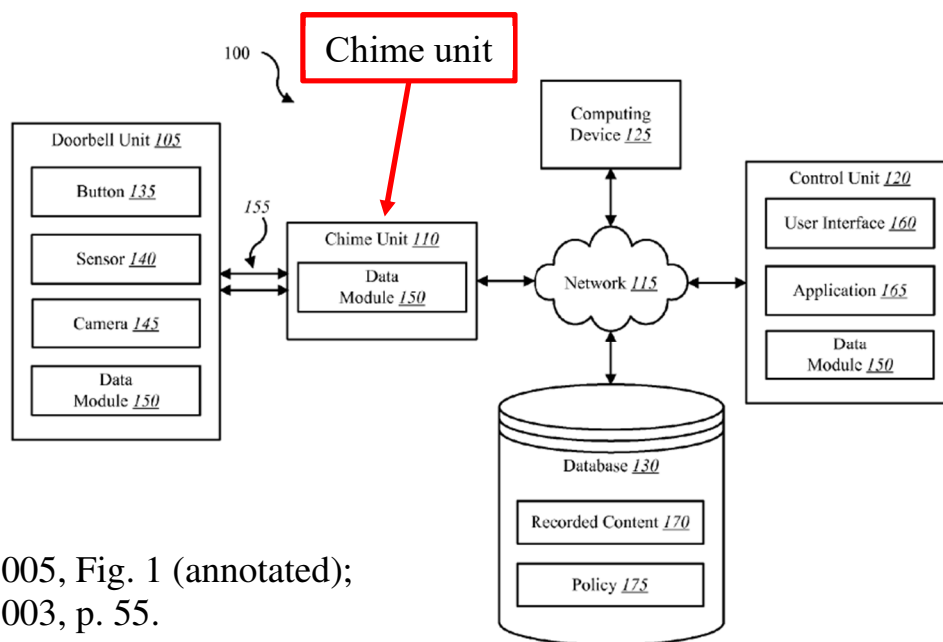 Chime unit
100
Doorbell Unit 105
Button 135
Sensor 140
Camera 145
Data
Module 150
155
Chime Unit 110
Data
Module 150
Computing
Device 125
Network 115
Control Unit 120
User Interface 160
Application 165
Data
Module 150
Database 130
Recorded Content 170
Policy 175
005, Fig. 1 (annotated);
003, p. 55.